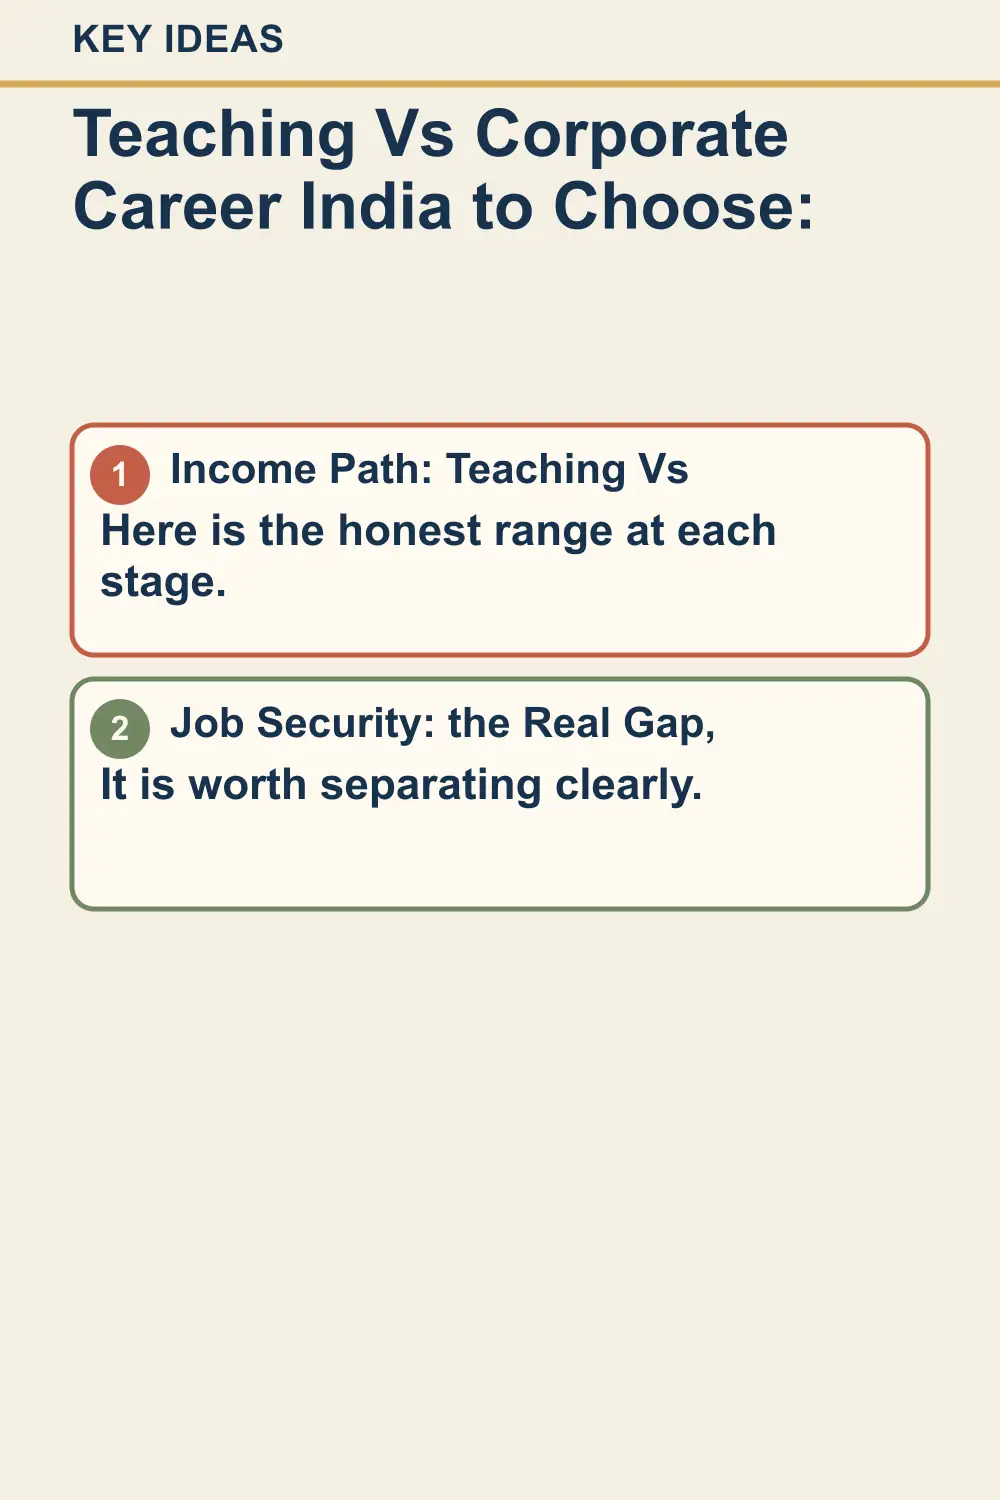 KEY IDEAS
Teaching Vs Corporate
Career India to Choose:
1 Income Path: Teaching Vs
Here is the honest range at each
stage.
2 Job Security: the Real Gap,
It is worth separating clearly.